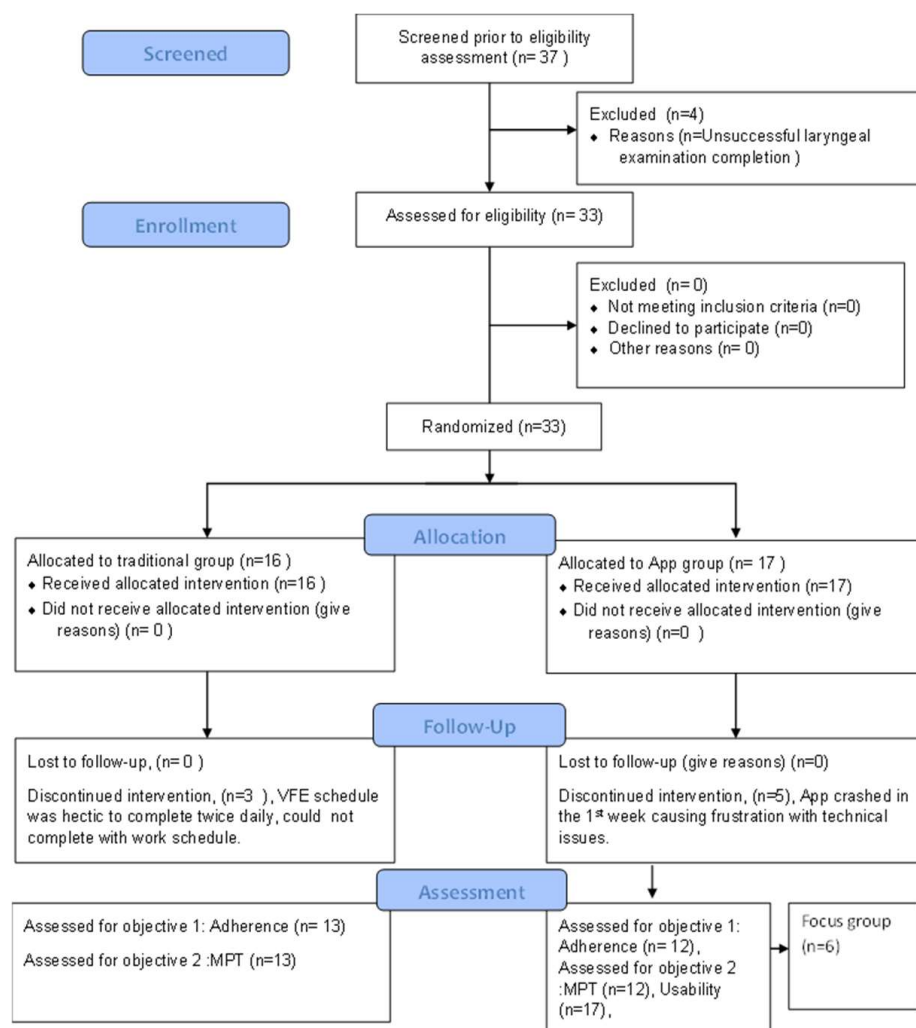 Screened
Screened prior to eligibility
assessment (n= 37 )
Excluded (n=4)
♦ Reasons (n=Unsuccessful laryngeal
examination completion )
Enrollment
Assessed for eligibility (n= 33)
Excluded (n= 0)
♦ Not meeting inclusion criteria (n=0)
♦ Declined to participate (n=0)
♦ Other reasons (n= 0)
Randomized (n=33)
Allocation
Allocated to traditional group (n=16 )
♦ Received allocated intervention (n=16 )
♦ Did not receive allocated intervention (give
reasons) (n= 0 )
Allocated to App group (n= 17 )
♦ Received allocated intervention (n=17)
♦ Did not receive allocated intervention (give
reasons) (n=0 )
Follow-Up
Lost to follow-up, (n= 0 )
Discontinued intervention, (n=3 ), VFE schedule
was hectic to complete twice daily, could not
complete with work schedule.
Lost to follow-up (give reasons) (n=0)
Discontinued intervention, (n=5), App crashed in
the 1st week causing frustration with technical
issues.
Assessment
Assessed for objective 1: Adherence (n= 13)
Assessed for objective 2 :MPT (n=13)
Assessed for objective 1:
Adherence (n= 12),
Assessed for objective 2
:MPT (n=12), Usability
(n=17),
Focus group
(n=6)